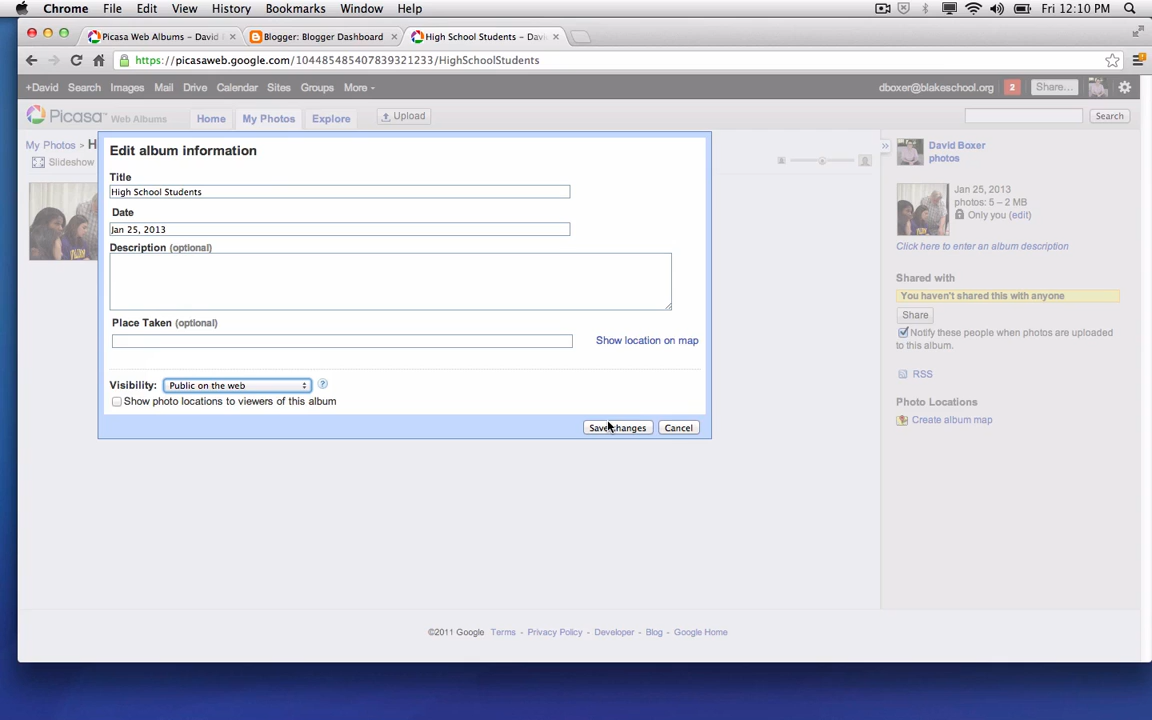 Chrome File Edit View History Bookmarks Window Help Fri 12:10 PM
Picasa Web Albums – David Blogger: Blogger Dashboard High School Students – Davi
https://picasaweb.google.com/104485485407839321233/HighSchoolStudents
+David Search Images Mail Drive Calendar Sites Groups More dboxer@blakeschool.org 2 Share...
Picasa™ Web Albums Home My Photos Explore Upload Search
My Photos > H
Slideshow
Edit album information
Title
High School Students
Date
Jan 25, 2013
Description (optional)
Place Taken (optional)
Show location on map
Visibility: Public on the web ?
Show photo locations to viewers of this album
Save changes Cancel
David Boxer
photos
Jan 25, 2013
photos: 5 – 2 MB
Only you (edit)
Click here to enter an album description
Shared with
You haven't shared this with anyone
Share
Notify these people when photos are uploaded
to this album.
RSS
Photo Locations
Create album map
©2011 Google Terms - Privacy Policy - Developer - Blog - Google Home